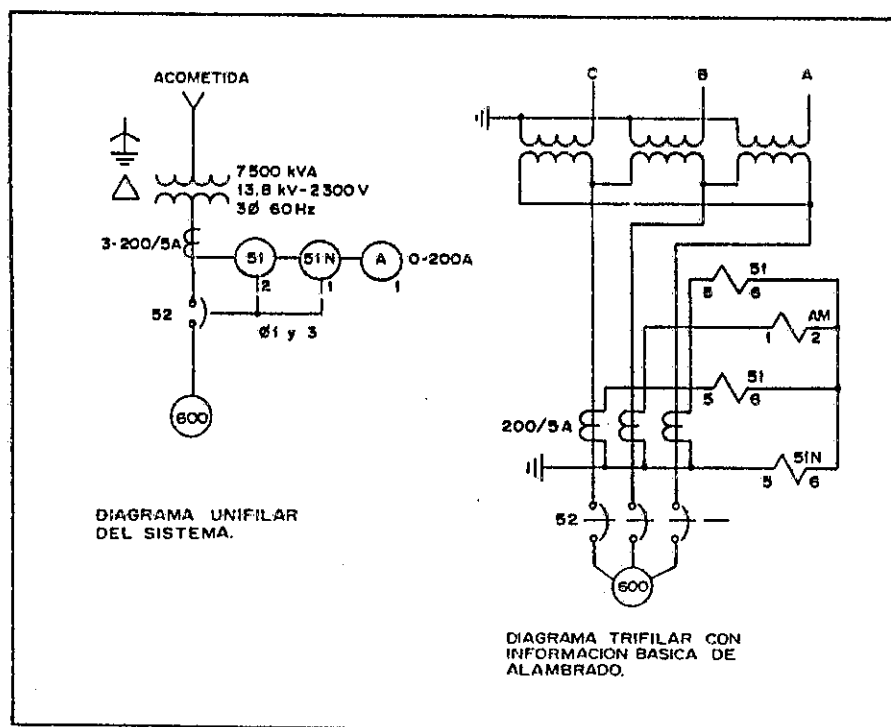 ACOMETIDA
7500 kVA
13,8 kV-2300 V
3Ø 60Hz
3-200/5A
51
51N
A
0-200A
2
1
1
52
Ø1 y 3
600
DIAGRAMA UNIFILAR
DEL SISTEMA.
C
B
A
51
5
6
AM
1
2
51
5
6
200/5A
51N
5
6
52
600
DIAGRAMA TRIFILAR CON
INFORMACION BASICA DE
ALAMBRADO.